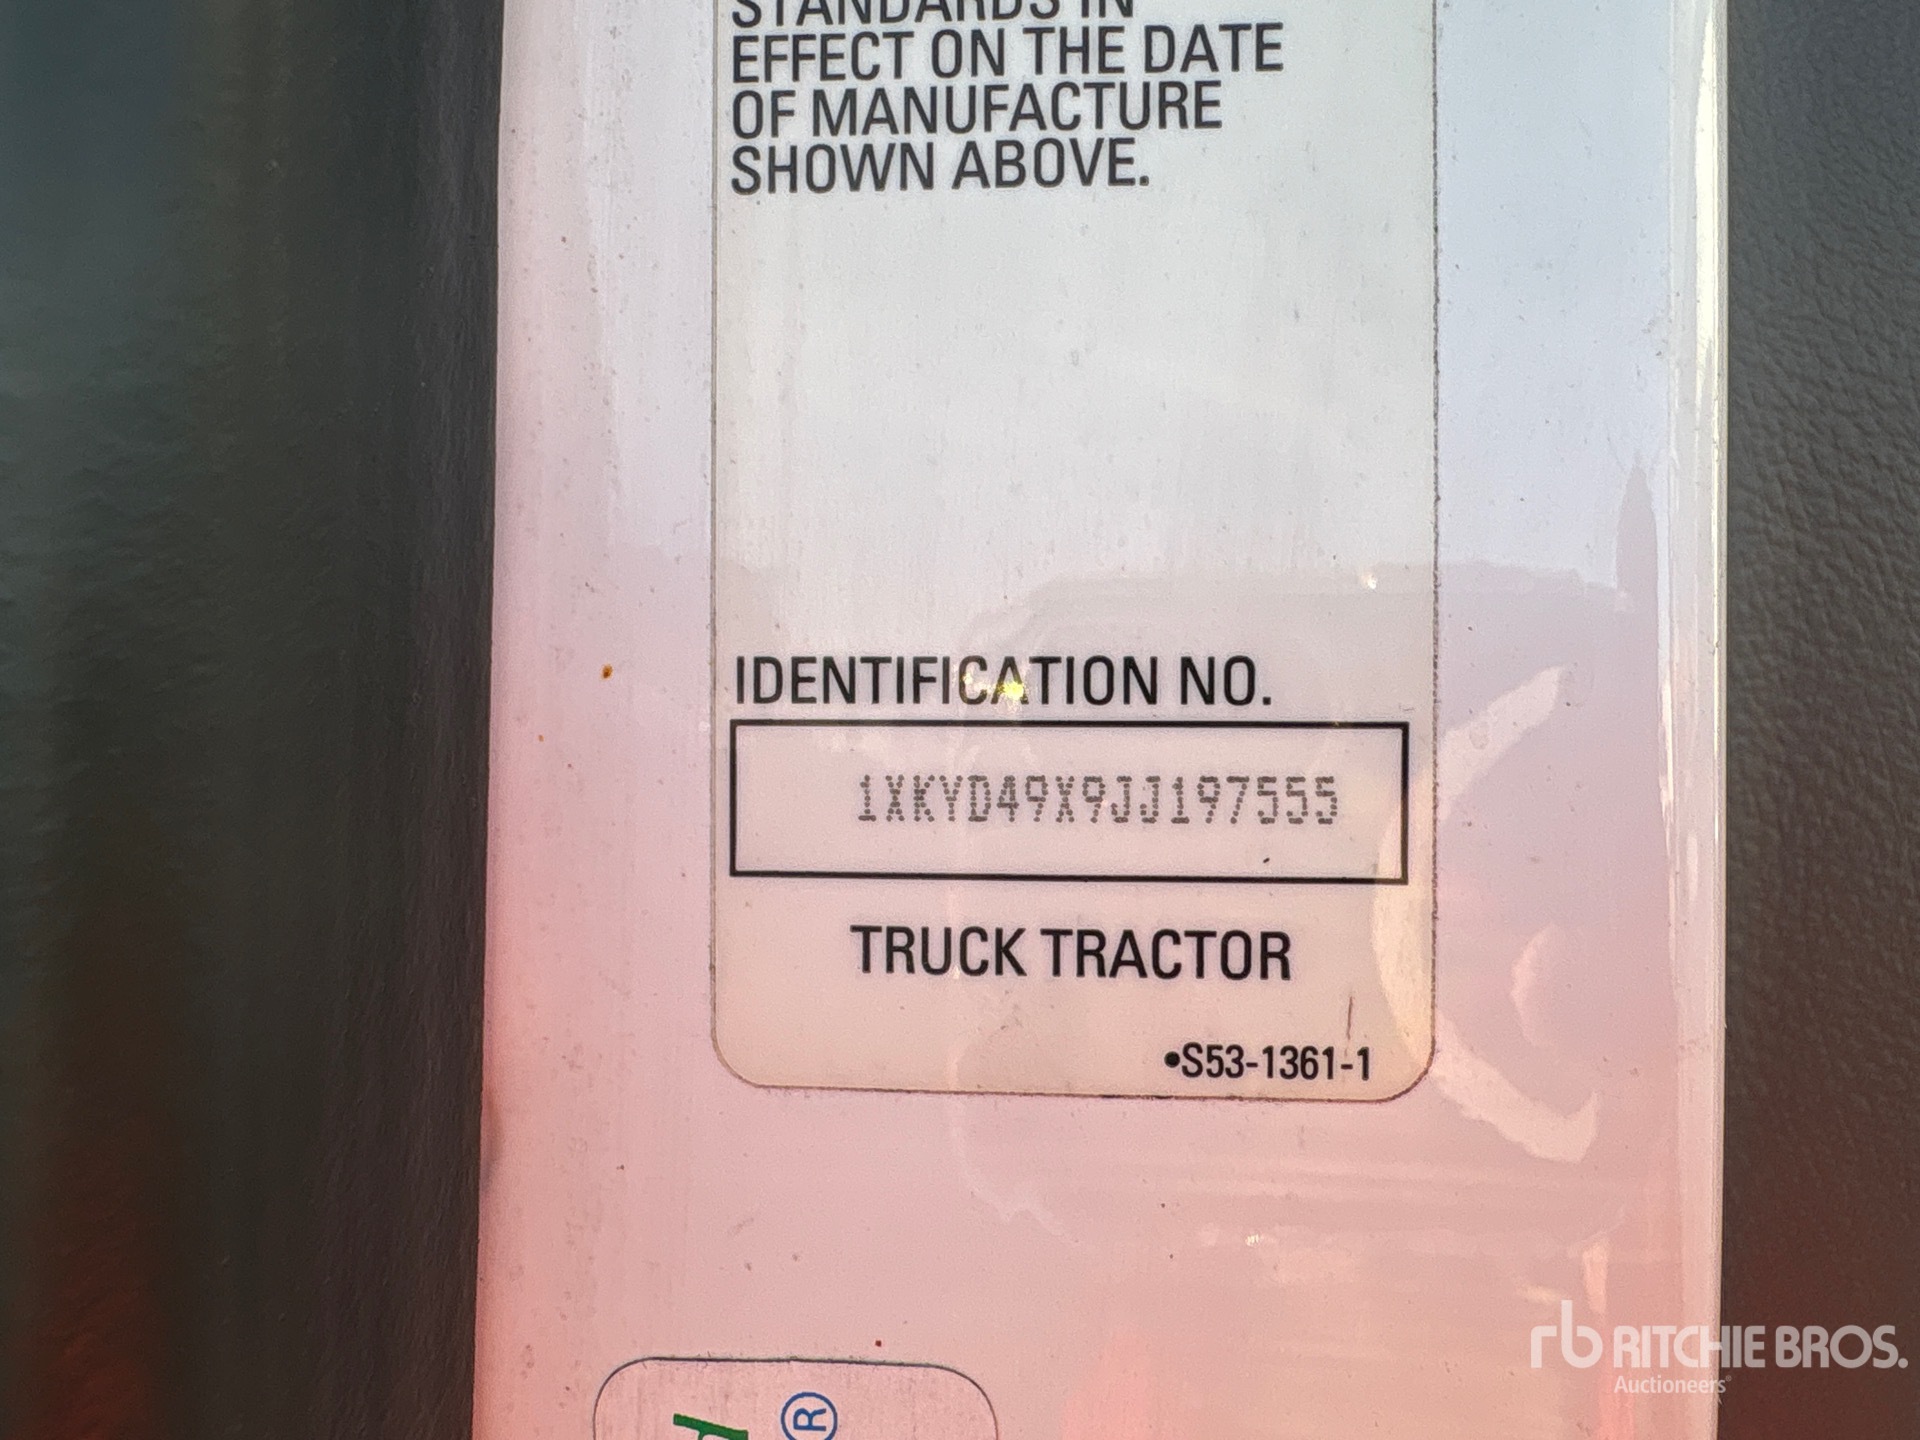 STANDARDS IN
EFFECT ON THE DATE
OF MANUFACTURE
SHOWN ABOVE.
IDENTIFICATION NO.
1XKYD49X9JJ197555
TRUCK TRACTOR
•S53-1361-1
®
rb RITCHIE BROS.
Auctioneers